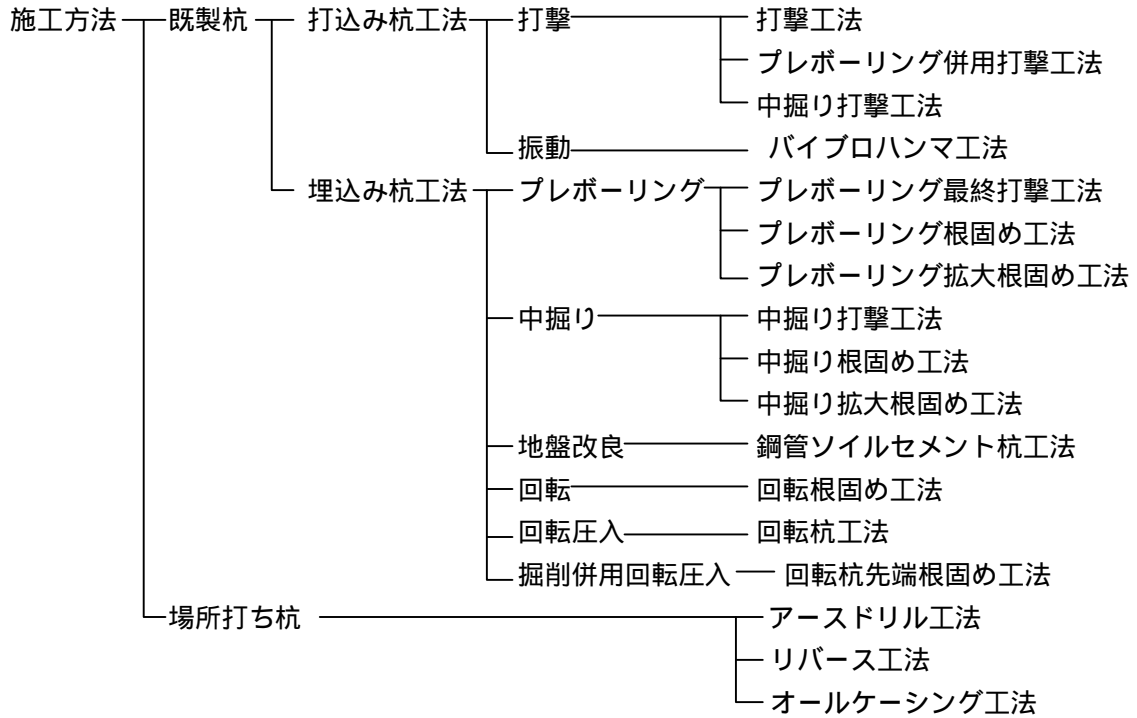 施工方法 既製杭 打込み杭工法 打撃 打撃工法
プレボーリング併用打撃工法
中掘り打撃工法
振動 バイブロハンマ工法
埋込み杭工法 プレボーリング プレボーリング最終打撃工法
プレボーリング根固め工法
プレボーリング拡大根固め工法
中掘り 中掘り打撃工法
中掘り根固め工法
中掘り拡大根固め工法
地盤改良 鋼管ソイルセメント杭工法
回転 回転根固め工法
回転圧入 回転杭工法
掘削併用回転圧入 回転杭先端根固め工法
場所打ち杭 アースドリル工法
リバース工法
オールケーシング工法